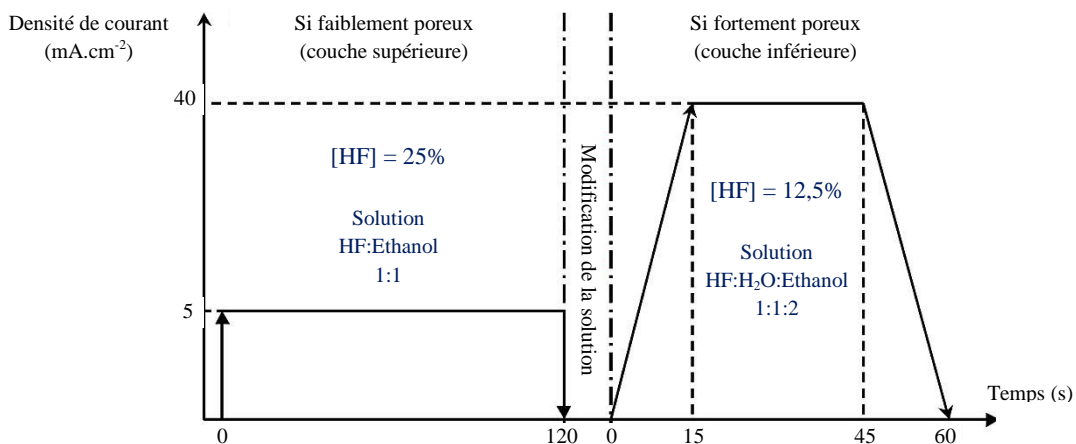 Densité de courant
(mA.cm-2)
Si faiblement poreux
(couche supérieure)
Si fortement poreux
(couche inférieure)
40
[HF] = 25%
Solution
HF:Ethanol
1:1
Modification de la solution
[HF] = 12,5%
Solution
HF:H2O:Ethanol
1:1:2
5
Temps (s)
0
120
0
15
45
60